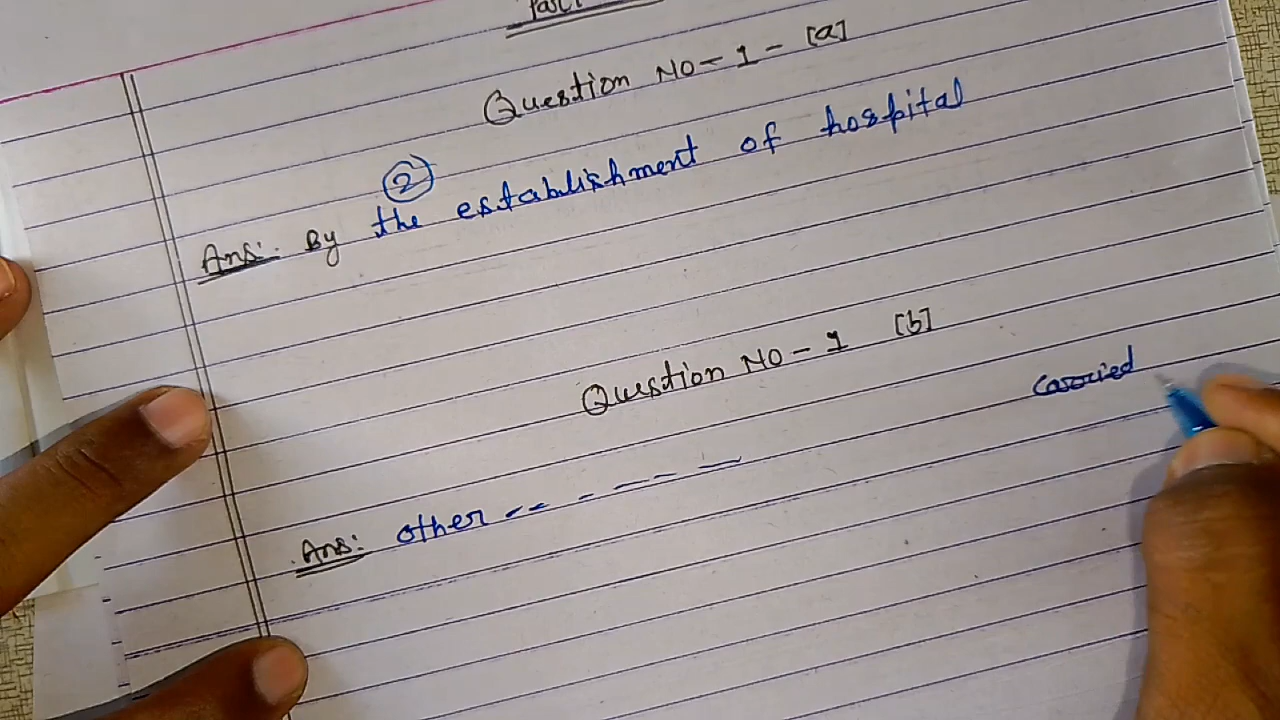 Question NO-1- [a]
②
Ans: By the establishment of hospital
Question NO-1 [b]
Carried
Ans: other -- - - - -